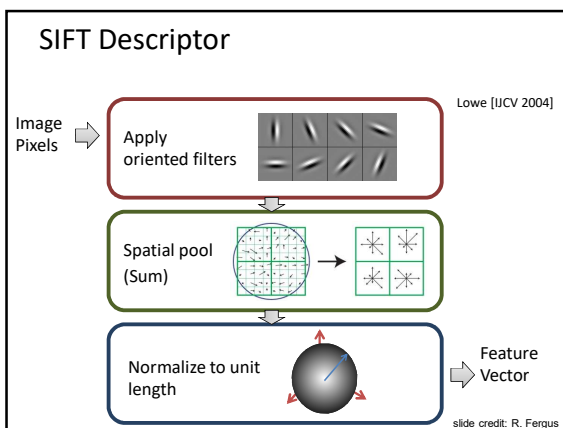 SIFT Descriptor
Lowe [IJCV 2004]
Image
Pixels
Apply
oriented filters
Spatial pool
(Sum)
Normalize to unit
length
Feature
Vector
slide credit: R. Fergus